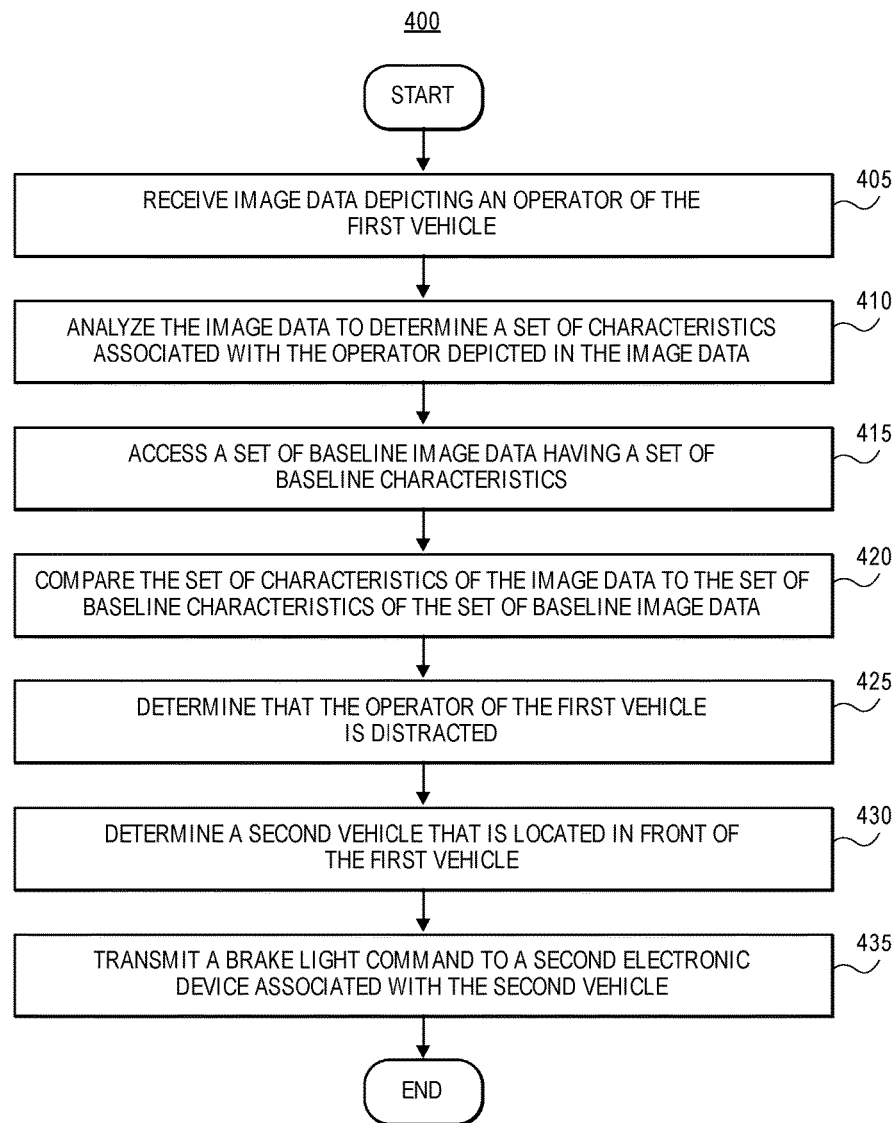 400
START
RECEIVE IMAGE DATA DEPICTING AN OPERATOR OF THE
FIRST VEHICLE
405
ANALYZE THE IMAGE DATA TO DETERMINE A SET OF CHARACTERISTICS
ASSOCIATED WITH THE OPERATOR DEPICTED IN THE IMAGE DATA
410
ACCESS A SET OF BASELINE IMAGE DATA HAVING A SET OF
BASELINE CHARACTERISTICS
415
COMPARE THE SET OF CHARACTERISTICS OF THE IMAGE DATA TO THE SET OF
BASELINE CHARACTERISTICS OF THE SET OF BASELINE IMAGE DATA
420
DETERMINE THAT THE OPERATOR OF THE FIRST VEHICLE
IS DISTRACTED
425
DETERMINE A SECOND VEHICLE THAT IS LOCATED IN FRONT OF
THE FIRST VEHICLE
430
TRANSMIT A BRAKE LIGHT COMMAND TO A SECOND ELECTRONIC
DEVICE ASSOCIATED WITH THE SECOND VEHICLE
435
END